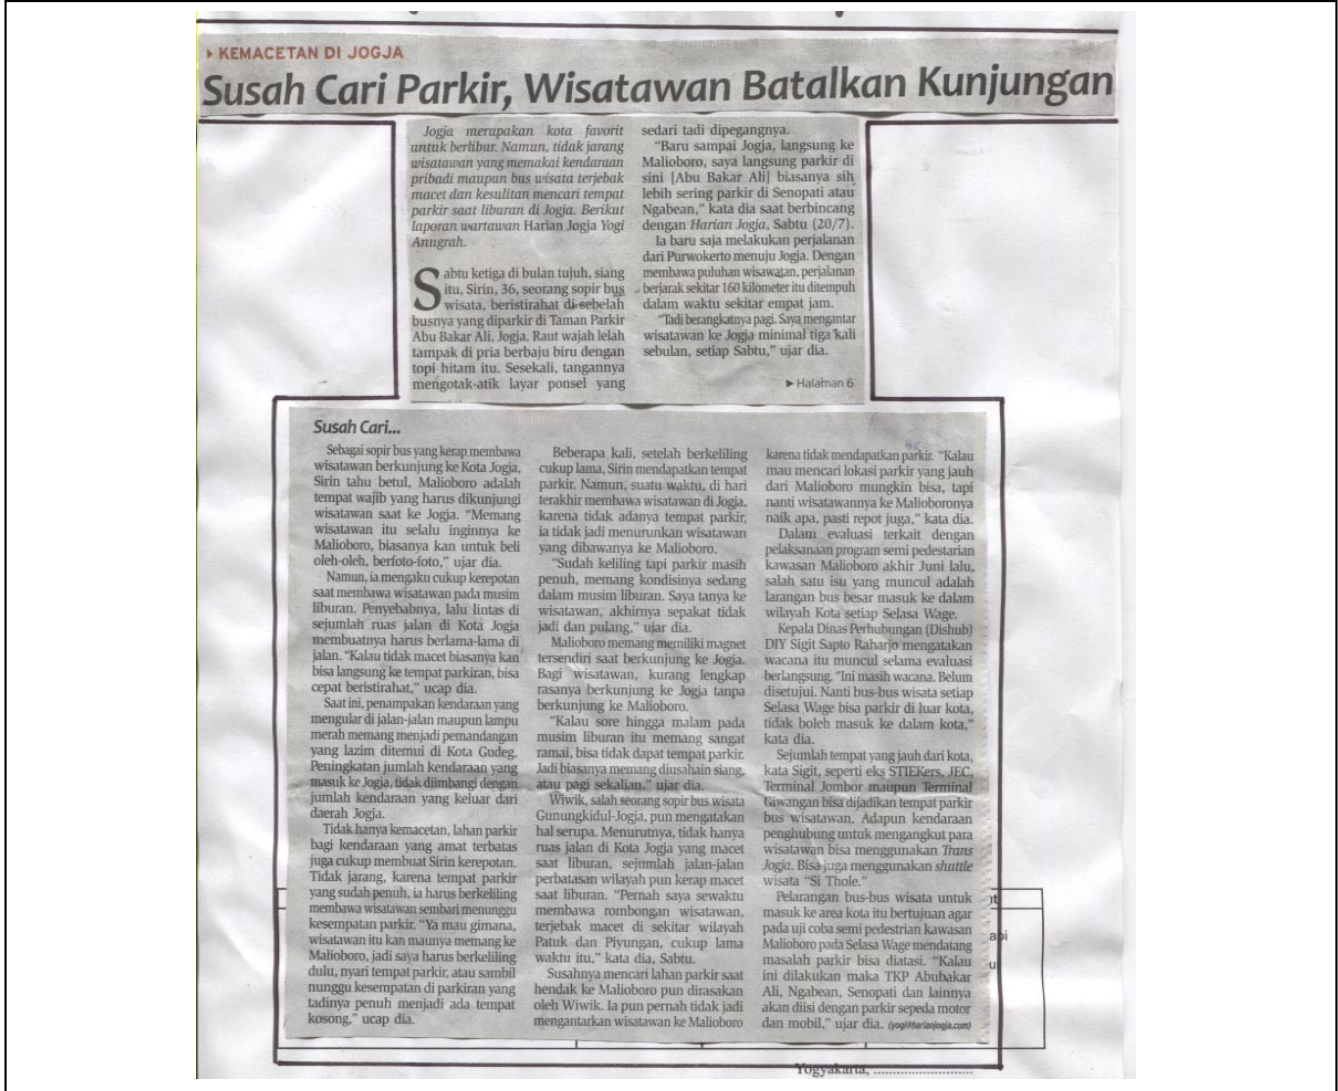 ▸ KEMACETAN DI JOGJA
Susah Cari Parkir, Wisatawan Batalkan Kunjungan
Jogja merupakan kota favorit
untuk berlibur. Namun, tidak jarang
wisatawan yang memakai kendaraan
pribadi maupun bus wisata terjebak
macet dan kesulitan mencari tempat
parkir saat liburan di Jogja. Berikut
laporan wartawan Harian Jogja Yogi
Anugrah.
Sabtu ketiga di bulan tujuh, siang
itu, Sirin, 36, seorang sopir bus
wisata, beristirahat di sebelah
busnya yang diparkir di Taman Parkir
Abu Bakar Ali, Jogja. Raut wajah lelah
tampak di pria berbaju biru dengan
topi hitam itu. Sesekali, tangannya
mengotak-atik layar ponsel yang
sedari tadi dipegangnya.
“Baru sampai Jogja, langsung ke
Malioboro, saya langsung parkir di
sini [Abu Bakar Ali] biasanya sih
lebih sering parkir di Senopati atau
Ngabean,” kata dia saat berbincang
dengan Harian Jogja, Sabtu (20/7).
Ia baru saja melakukan perjalanan
dari Purwokerto menuju Jogja. Dengan
membawa puluhan wisawatan, perjalanan
berjarak sekitar 160 kilometer itu ditempuh
dalam waktu sekitar empat jam.
“Tadi berangkatnya pagi. Saya mengantar
wisatawan ke Jogja minimal tiga kali
sebulan, setiap Sabtu,” ujar dia.
▶ Halaman 6
Susah Cari...
Sebagai sopir bus yang kerap membawa
wisatawan berkunjung ke Kota Jogja,
Sirin tahu betul, Malioboro adalah
tempat wajib yang harus dikunjungi
wisatawan saat ke Jogja. “Memang
wisatawan itu selalu inginnya ke
Malioboro, biasanya kan untuk beli
oleh-oleh, berfoto-foto,” ujar dia.
Namun, ia mengaku cukup kerepotan
saat membawa wisatawan pada musim
liburan. Penyebabnya, lalu lintas di
sejumlah ruas jalan di Kota Jogja
membuatnya harus berlama-lama di
jalan. “Kalau tidak macet biasanya kan
bisa langsung ke tempat parkiran, bisa
cepat beristirahat,” ucap dia.
Saat ini, penampakan kendaraan yang
mengular di jalan-jalan maupun lampu
merah memang menjadi pemandangan
yang lazim ditemui di Kota Gudeg.
Peningkatan jumlah kendaraan yang
masuk ke Jogja, tidak diimbangi dengan
jumlah kendaraan yang keluar dari
daerah Jogja.
Tidak hanya kemacetan, lahan parkir
bagi kendaraan yang amat terbatas
juga cukup membuat Sirin kerepotan.
Tidak jarang, karena tempat parkir
yang sudah penuh, ia harus berkeliling
membawa wisatawan sembari menunggu
kesempatan parkir. “Ya mau gimana,
wisatawan itu kan maunya memang ke
Malioboro, jadi saya harus berkeliling
dulu, nyari tempat parkir, atau sambil
nunggu kesempatan di parkiran yang
tadinya penuh menjadi ada tempat
kosong,” ucap dia.
Beberapa kali, setelah berkeliling
cukup lama, Sirin mendapatkan tempat
parkir. Namun, suatu waktu, di hari
terakhir membawa wisatawan di Jogja,
karena tidak adanya tempat parkir,
ia tidak jadi menurunkan wisatawan
yang dibawanya ke Malioboro.
“Sudah keliling tapi parkir masih
penuh, memang kondisinya sedang
dalam musim liburan. Saya tanya ke
wisatawan, akhirnya sepakat tidak
jadi dan pulang,” ujar dia.
Malioboro memang memiliki magnet
tersendiri saat berkunjung ke Jogja.
Bagi wisatawan, kurang lengkap
rasanya berkunjung ke Jogja tanpa
berkunjung ke Malioboro.
“Kalau sore hingga malam pada
musim liburan itu memang sangat
ramai, bisa tidak dapat tempat parkir.
Jadi biasanya memang diusahain siang,
atau pagi sekalian,” ujar dia.
Wiwik, salah seorang sopir bus wisata
Gunungkidul-Jogja, pun mengatakan
hal serupa. Menurutnya, tidak hanya
ruas jalan di Kota Jogja yang macet
saat liburan, sejumlah jalan-jalan
perbatasan wilayah pun kerap macet
saat liburan. “Pernah saya sewaktu
membawa rombongan wisatawan,
terjebak macet di sekitar wilayah
Patuk dan Piyungan, cukup lama
waktu itu,” kata dia, Sabtu.
Susahnya mencari lahan parkir saat
hendak ke Malioboro pun dirasakan
oleh Wiwik. Ia pun pernah tidak jadi
mengantarkan wisatawan ke Malioboro
karena tidak mendapatkan parkir. “Kalau
mau mencari lokasi parkir yang jauh
dari Malioboro mungkin bisa, tapi
nanti wisatawannya ke Malioboronya
naik apa, pasti repot juga,” kata dia.
Dalam evaluasi terkait dengan
pelaksanaan program semi pedestarian
kawasan Malioboro akhir Juni lalu,
salah satu isu yang muncul adalah
larangan bus besar masuk ke dalam
wilayah Kota setiap Selasa Wage.
Kepala Dinas Perhubungan (Dishub)
DIY Sigit Sapto Raharjo mengatakan
wacana itu muncul selama evaluasi
berlangsung. “Ini masih wacana. Belum
disetujui. Nanti bus-bus wisata setiap
Selasa Wage bisa parkir di luar kota,
tidak boleh masuk ke dalam kota,”
kata dia.
Sejumlah tempat yang jauh dari kota,
kata Sigit, seperti eks STIEKers, JEC,
Terminal Jombor maupun Terminal
Giwangan bisa dijadikan tempat parkir
bus wisatawan. Adapun kendaraan
penghubung untuk mengangkut para
wisatawan bisa menggunakan Trans
Jogja. Bisa juga menggunakan shuttle
wisata “Si Thole.”
Pelarangan bus-bus wisata untuk
masuk ke area kota itu bertujuan agar
pada uji coba semi pedestrian kawasan
Malioboro pada Selasa Wage mendatang
masalah parkir bisa diatasi. “Kalau
ini dilakukan maka TKP Abubakar
Ali, Ngabean, Senopati dan lainnya
akan diisi dengan parkir sepeda motor
dan mobil,” ujar dia. (yogi@harianjogja.com)
Yogyakarta, ........................